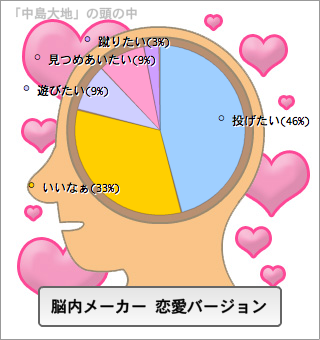 「中島大地」の頭の中
蹴りたい(3%)
見つめあいたい(9%)
遊びたい(9%)
投げたい(46%)
いいなぁ(33%)
脳内メーカー 恋愛バージョン